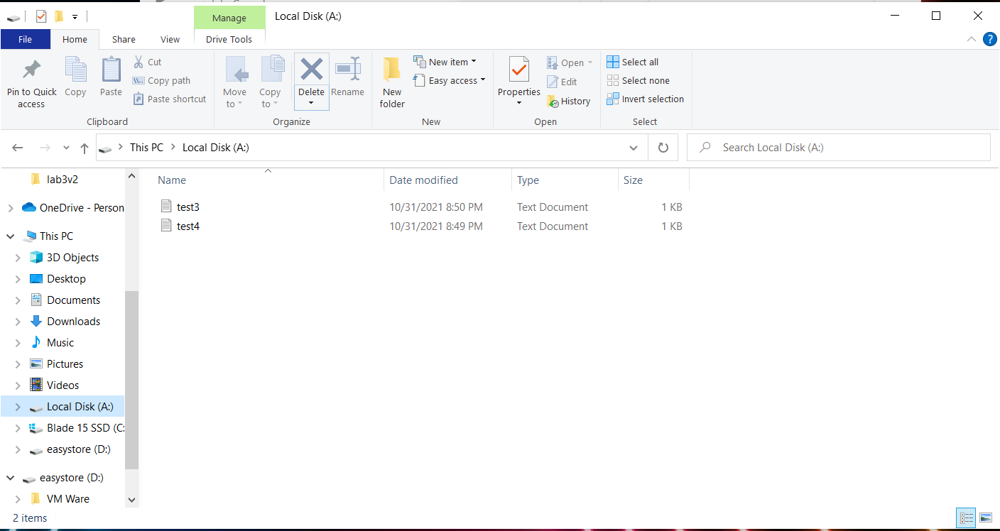 Manage
Local Disk (A:)
File
Home
Share
View
Drive Tools
Pin to Quick access
Copy
Paste
Cut
Copy path
Paste shortcut
Clipboard
Move to
Copy to
Delete
Rename
Organize
New folder
New item
Easy access
New
Properties
Open
Edit
History
Open
Select all
Select none
Invert selection
Select
This PC > Local Disk (A:)
Search Local Disk (A:)
lab3v2
OneDrive - Person
This PC
3D Objects
Desktop
Documents
Downloads
Music
Pictures
Videos
Local Disk (A:)
Blade 15 SSD (C:
easystore (D:)
easystore (D:)
VM Ware
Name Date modified Type Size
test3 10/31/2021 8:50 PM Text Document 1 KB
test4 10/31/2021 8:49 PM Text Document 1 KB
2 items